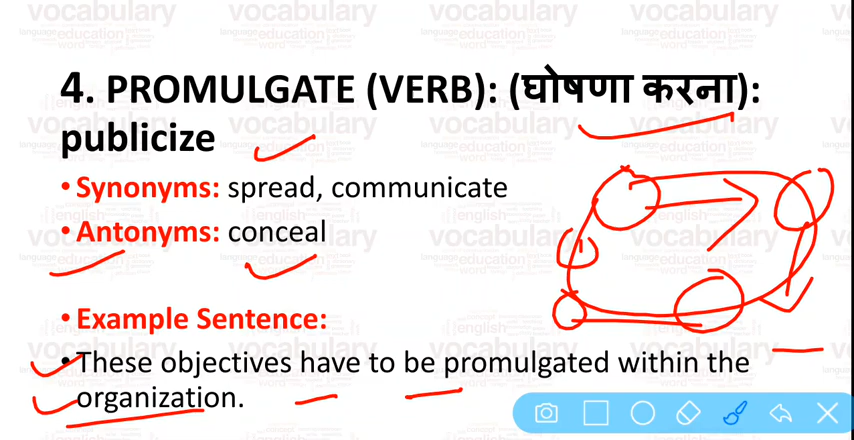 4. PROMULGATE (VERB): (घोषणा करना):
publicize
•Synonyms: spread, communicate
•Antonyms: conceal
•Example Sentence:
•These objectives have to be promulgated within the
organization.